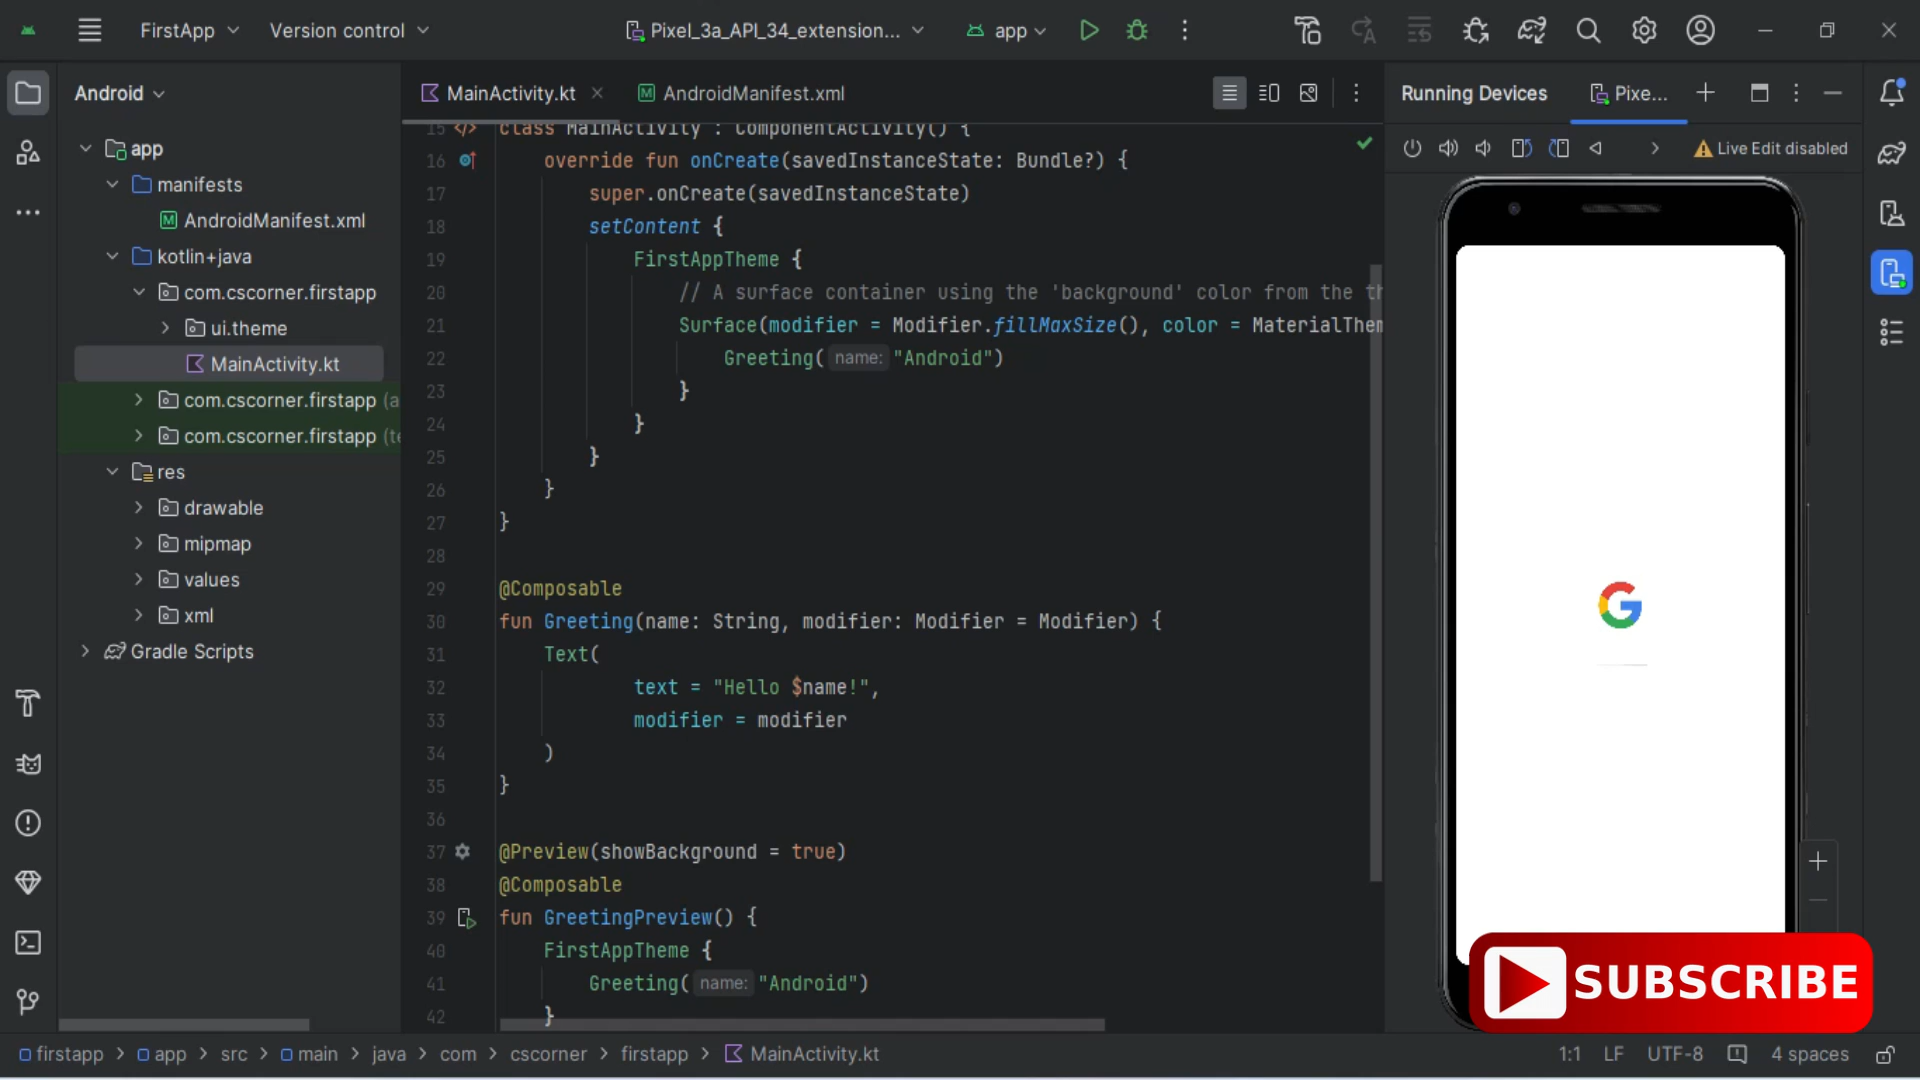 FirstApp
Version control
Pixel_3a_API_34_extension...
app
Android
MainActivity.kt
AndroidManifest.xml
Running Devices
Pixe...
Live Edit disabled
app
manifests
AndroidManifest.xml
kotlin+java
com.cscorner.firstapp
ui.theme
MainActivity.kt
com.cscorner.firstapp (a
com.cscorner.firstapp (te
res
drawable
mipmap
values
xml
Gradle Scripts
15 class MainActivity : ComponentActivity() {
16 override fun onCreate(savedInstanceState: Bundle?) {
17 super.onCreate(savedInstanceState)
18 setContent {
19 FirstAppTheme {
20 // A surface container using the 'background' color from the th
21 Surface(modifier = Modifier.fillMaxSize(), color = MaterialThem
22 Greeting( name: "Android")
23 }
24 }
25 }
26 }
27 }
28
29 @Composable
30 fun Greeting(name: String, modifier: Modifier = Modifier) {
31 Text(
32 text = "Hello $name!",
33 modifier = modifier
34 )
35 }
36
37 @Preview(showBackground = true)
38 @Composable
39 fun GreetingPreview() {
40 FirstAppTheme {
41 Greeting( name: "Android")
42 }
G
SUBSCRIBE
firstapp > app > src > main > java > com > cscorner > firstapp > MainActivity.kt
1:1 LF UTF-8 4 spaces